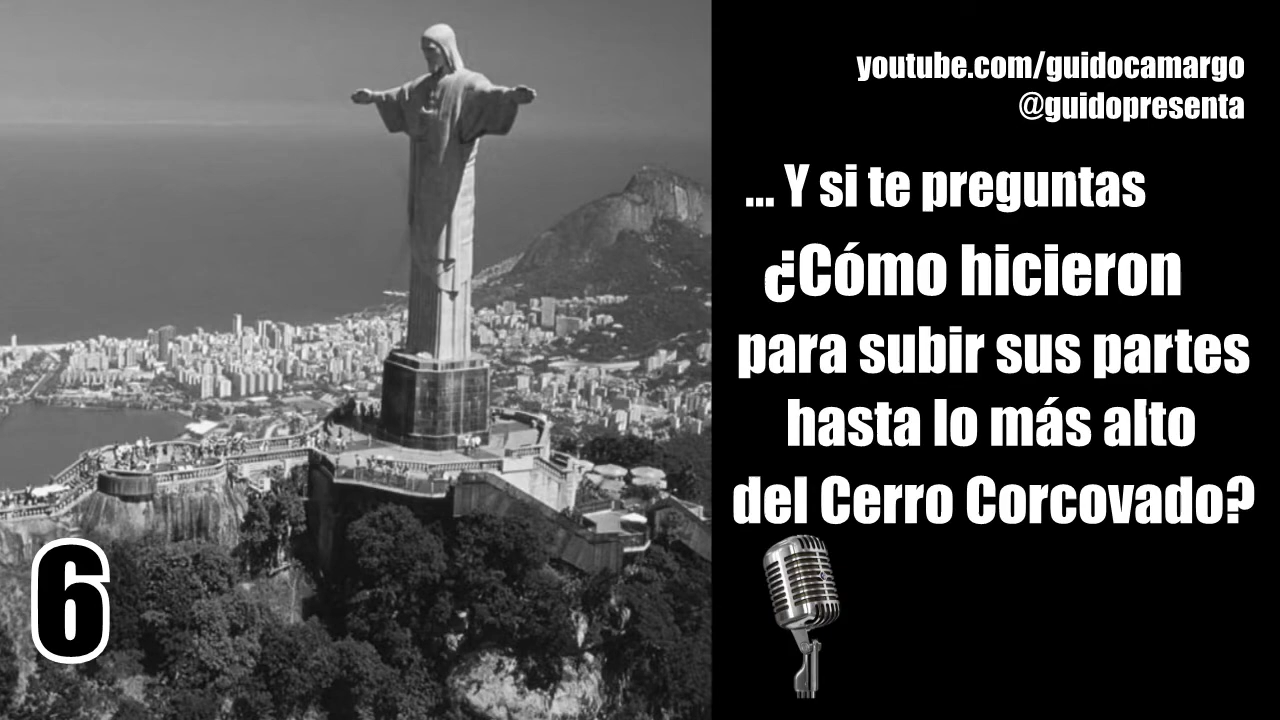 youtube.com/guidocamargo
@guidopresenta
... Y si te preguntas
¿Cómo hicieron
para subir sus partes
hasta lo más alto
del Cerro Corcovado?
6